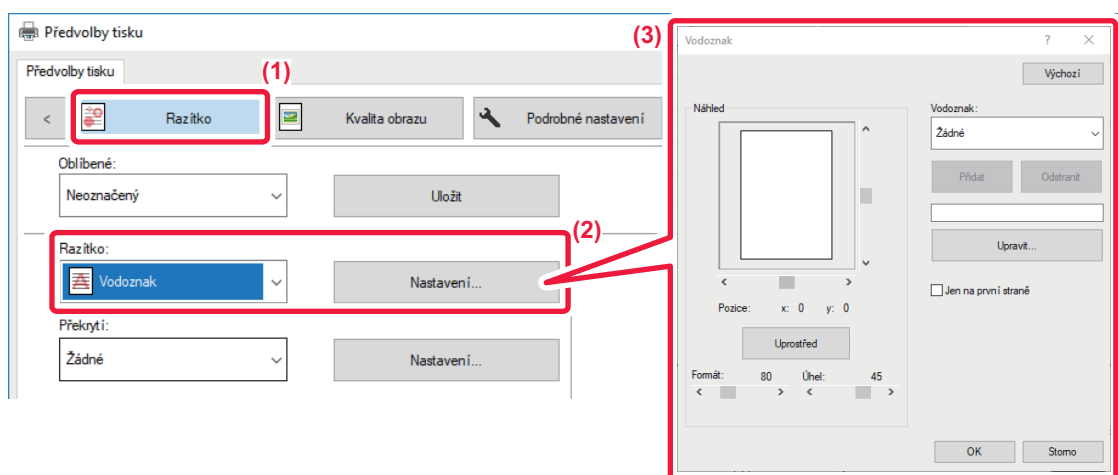 Předvolby tisku
Předvolby tisku
(1)
<
Razítko
Kvalita obrazu
Podrobné nastavení
Oblíbené:
Neoznačený
Uložit
(2)
Razítko:
Vodoznak
Nastavení...
Překrytí:
Žádné
Nastavení...
(3)
Vodoznak
?
Výchozí
Náhled
Pozice: x: 0 y: 0
Uprostřed
Formát: 80 Úhel: 45
Vodoznak:
Žádné
Přidat
Odstranit
Upravit...
Jen na první straně
OK
Storno